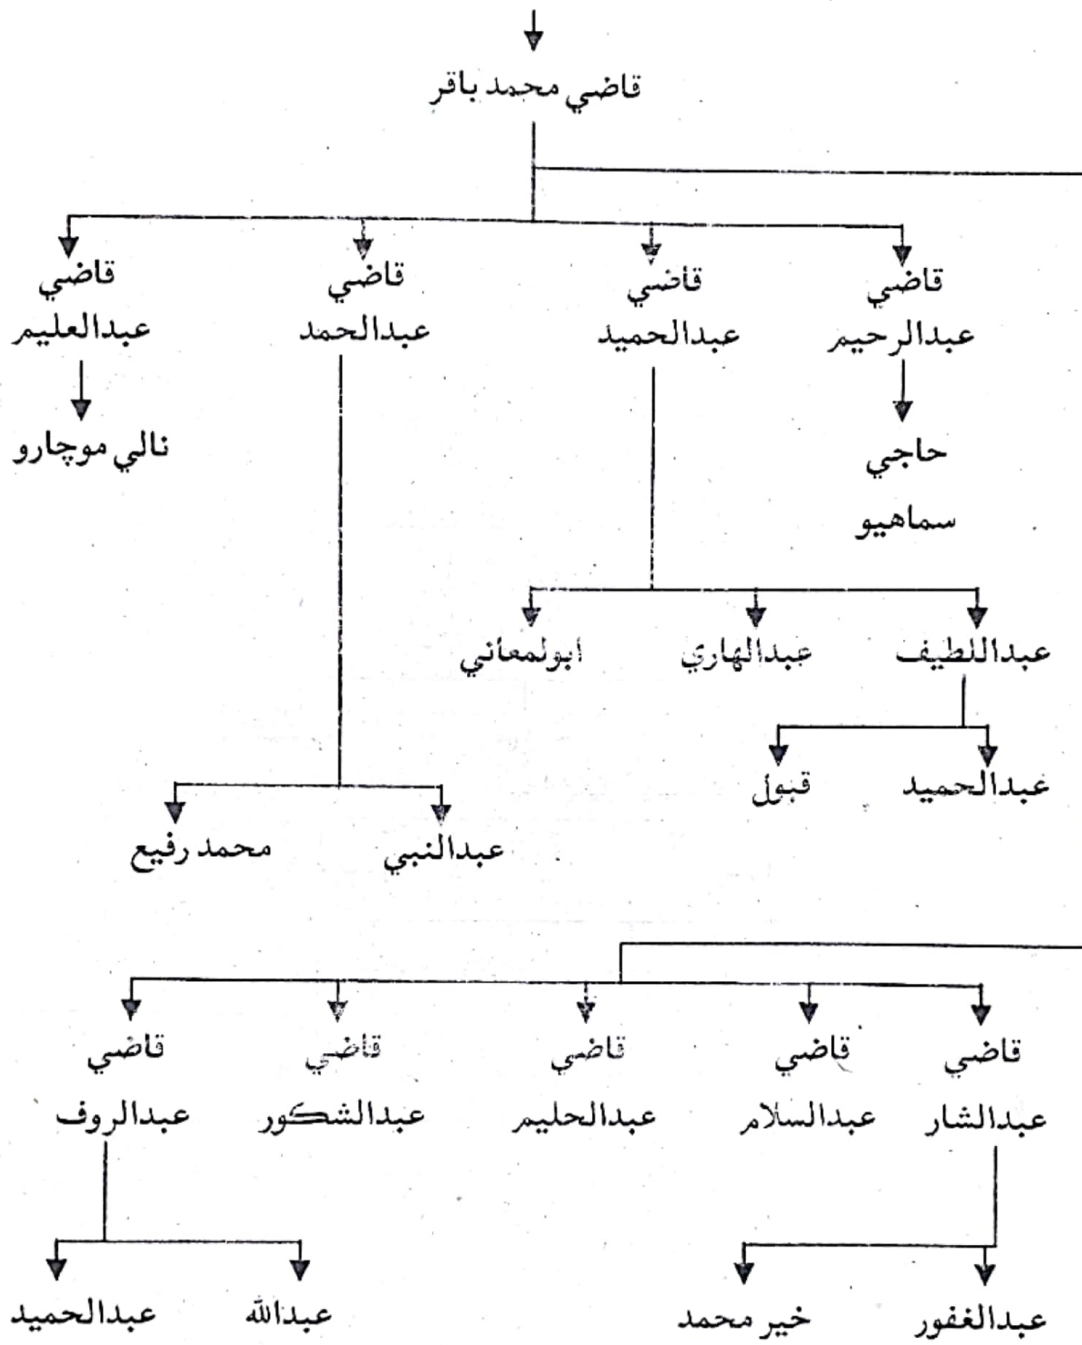 قاضي محمد باقر
قاضي قاضي قاضي قاضي
عبدالرحيم عبدالحميد عبدالحمد عبدالعليم
حاجي نالي موچارو
سماهيو
عبداللطيف عبدالهاري ابولمعاني
عبدالحميد قبول
عبدالنبي محمد رفيع
قاضي قاضي قاضي قاضي قاضي
عبدالشار عبدالسلام عبدالحليم عبدالشكور عبدالروف
عبدالغفور خير محمد عبدالله عبدالحميد